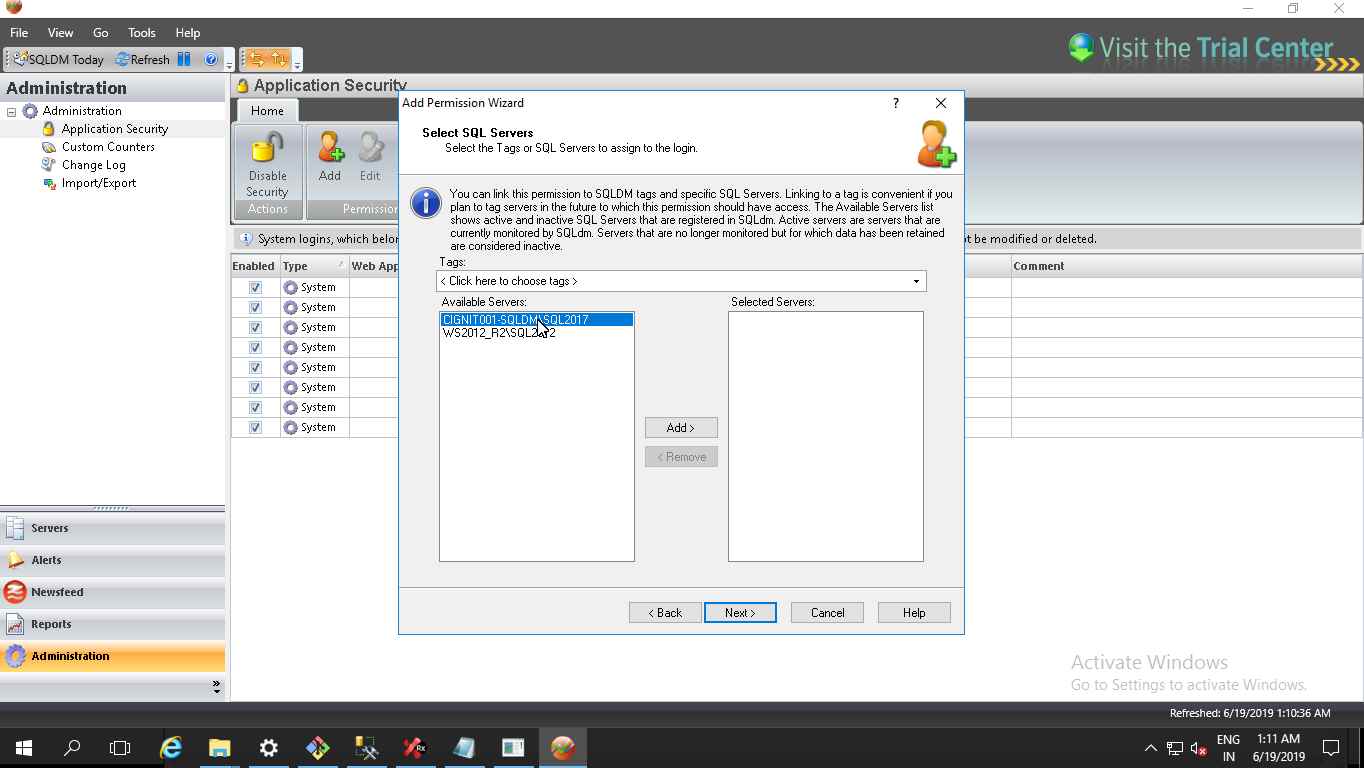 File View Go Tools Help
SQLDM Today Refresh
Visit the Trial Center
Administration
Administration
Application Security
Custom Counters
Change Log
Import/Export
Servers
Alerts
Newsfeed
Reports
Administration
Application Security
Home
Disable Security
Actions
Add Edit
Permission
System logins, which belon
t be modified or deleted.
Enabled Type Web App Comment
System
System
System
System
System
System
System
System
Add Permission Wizard
?
Select SQL Servers
Select the Tags or SQL Servers to assign to the login.
You can link this permission to SQLDM tags and specific SQL Servers. Linking to a tag is convenient if you
plan to tag servers in the future to which this permission should have access. The Available Servers list
shows active and inactive SQL Servers that are registered in SQLdm. Active servers are servers that are
currently monitored by SQLdm. Servers that are no longer monitored but for which data has been retained
are considered inactive.
Tags:
< Click here to choose tags >
Available Servers:
CIGNIT001-SQLDM\SQL2017
WS2012_R2\SQL2012
Selected Servers:
Add >
< Remove
< Back Next > Cancel Help
Activate Windows
Go to Settings to activate Windows.
Refreshed: 6/19/2019 1:10:36 AM
ENG
IN
1:11 AM
6/19/2019